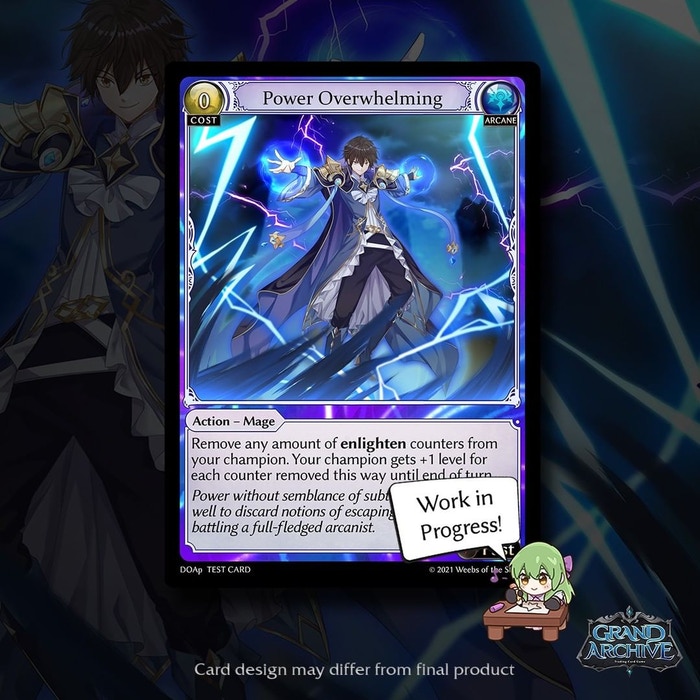 0
COST
Power Overwhelming
ARCANE
Action – Mage
Remove any amount of enlighten counters from
your champion. Your champion gets +1 level for
each counter removed this way until end of turn.
Power without semblance of
well to discard notions of escaping
battling a full-fledged arcanist.
Work in
Progress!
DOAp TEST CARD
© 2021 Weebs of the
GRAND
ARCHIVE
Trading Card Game
Card design may differ from final product